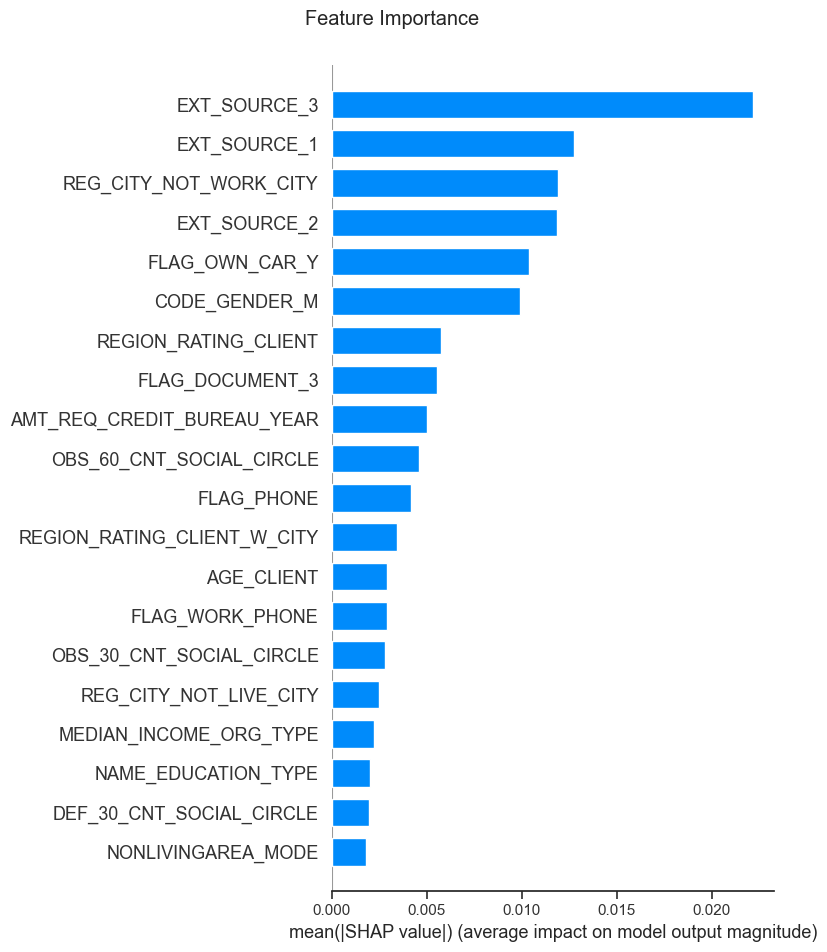 Feature Importance
EXT_SOURCE_3
EXT_SOURCE_1
REG_CITY_NOT_WORK_CITY
EXT_SOURCE_2
FLAG_OWN_CAR_Y
CODE_GENDER_M
REGION_RATING_CLIENT
FLAG_DOCUMENT_3
AMT_REQ_CREDIT_BUREAU_YEAR
OBS_60_CNT_SOCIAL_CIRCLE
FLAG_PHONE
REGION_RATING_CLIENT_W_CITY
AGE_CLIENT
FLAG_WORK_PHONE
OBS_30_CNT_SOCIAL_CIRCLE
REG_CITY_NOT_LIVE_CITY
MEDIAN_INCOME_ORG_TYPE
NAME_EDUCATION_TYPE
DEF_30_CNT_SOCIAL_CIRCLE
NONLIVINGAREA_MODE
0.000 0.005 0.010 0.015 0.020
mean(|SHAP value|) (average impact on model output magnitude)